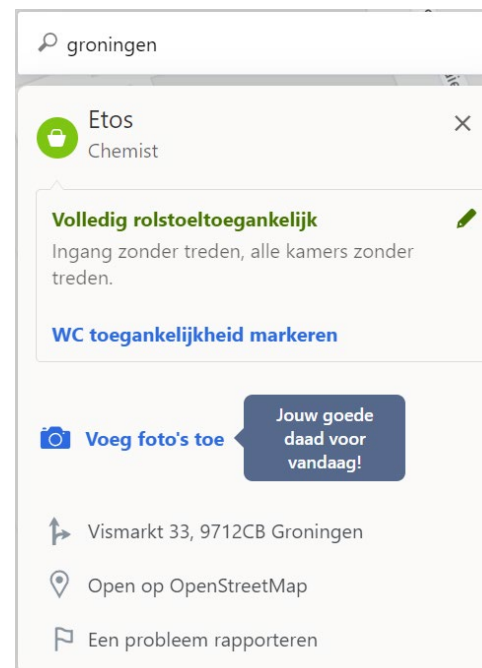 groningen
Etos
Chemist
Volledig rolstoeltoegankelijk
Ingang zonder treden, alle kamers zonder
treden.
WC toegankelijkheid markeren
Voeg foto's toe
Jouw goede
daad voor
vandaag!
Vismarkt 33, 9712CB Groningen
Open op OpenStreetMap
Een probleem rapporteren